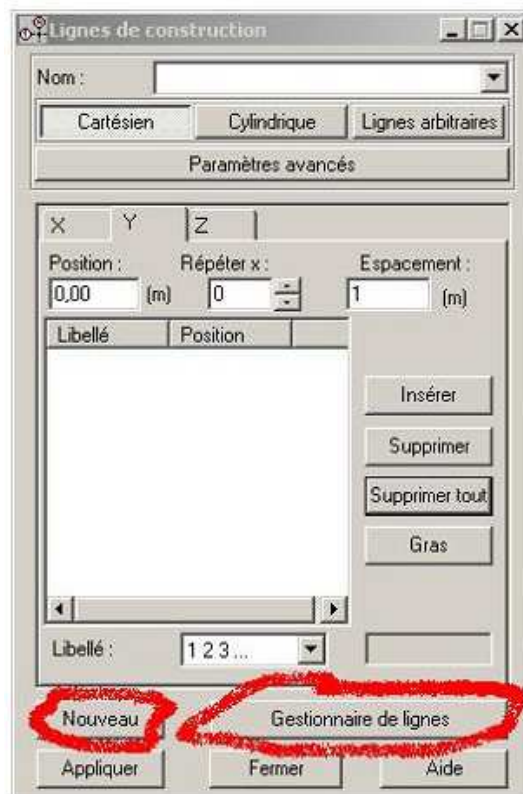 Lignes de construction
Nom :
Cartésien Cylindrique Lignes arbitraires
Paramètres avancés
X Y Z
Position : Répéter x : Espacement :
0,00 (m) 0 1 (m)
Libellé Position
Insérer
Supprimer
Supprimer tout
Gras
Libellé : 1 2 3 ...
Nouveau Gestionnaire de lignes
Appliquer Fermer Aide